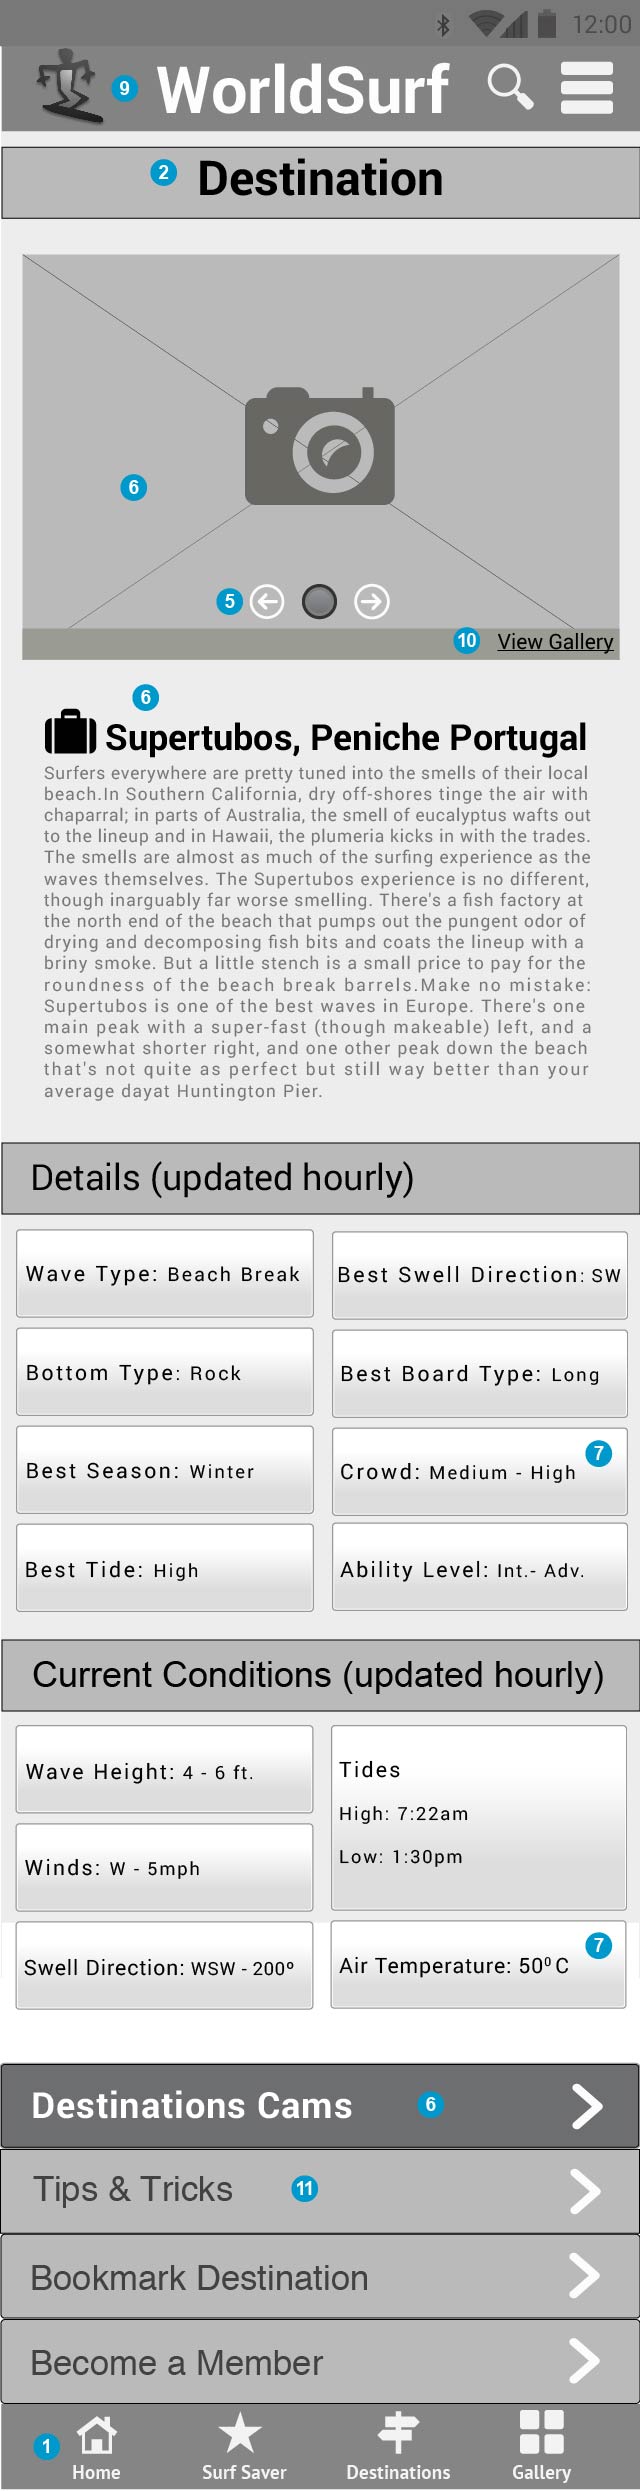 12:00
9 WorldSurf
2 Destination
6
5
10 View Gallery
6
Supertubos, Peniche Portugal
Surfers everywhere are pretty tuned into the smells of their local
beach.In Southern California, dry off-shores tinge the air with
chaparral; in parts of Australia, the smell of eucalyptus wafts out
to the lineup and in Hawaii, the plumeria kicks in with the trades.
The smells are almost as much of the surfing experience as the
waves themselves. The Supertubos experience is no different,
though inarguably far worse smelling. There's a fish factory at
the north end of the beach that pumps out the pungent odor of
drying and decomposing fish bits and coats the lineup with a
briny smoke. But a little stench is a small price to pay for the
roundness of the beach break barrels.Make no mistake:
Supertubos is one of the best waves in Europe. There's one
main peak with a super-fast (though makeable) left, and a
somewhat shorter right, and one other peak down the beach
that's not quite as perfect but still way better than your
average dayat Huntington Pier.
Details (updated hourly)
Wave Type: Beach Break
Best Swell Direction: SW
Bottom Type: Rock
Best Board Type: Long
Best Season: Winter
Crowd: Medium - High 7
Best Tide: High
Ability Level: Int.- Adv.
Current Conditions (updated hourly)
Wave Height: 4 - 6 ft.
Tides
High: 7:22am
Low: 1:30pm
Winds: W - 5mph
Swell Direction: WSW - 200º
Air Temperature: 50⁰ C 7
Destinations Cams 6
Tips & Tricks 11
Bookmark Destination
Become a Member
1 Home
Surf Saver
Destinations
Gallery